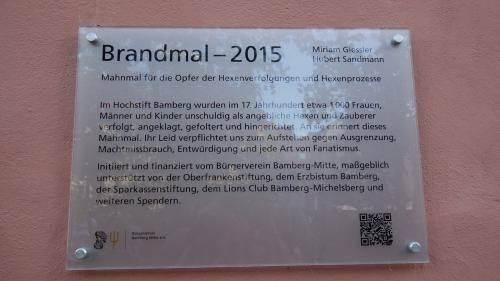 Brandmal – 2015
Miriam Giessler
Hubert Sandmann
Mahnmal für die Opfer der Hexenverfolgungen und Hexenprozesse
Im Hochstift Bamberg wurden im 17. Jahrhundert etwa 1000 Frauen,
Männer und Kinder unschuldig als angebliche Hexen und Zauberer
verfolgt, angeklagt, gefoltert und hingerichtet. An sie erinnert dieses
Mahnmal. Ihr Leid verpflichtet uns zum Aufstehen gegen Ausgrenzung,
Machtmissbrauch, Entwürdigung und jede Art von Fanatismus.
Initiiert und finanziert vom Bürgerverein Bamberg-Mitte, maßgeblich
unterstützt von der Oberfrankenstiftung, dem Erzbistum Bamberg,
der Sparkassenstiftung, dem Lions Club Bamberg-Michelsberg und
weiteren Spendern.
Bürgerverein
Bamberg Mitte e.V.